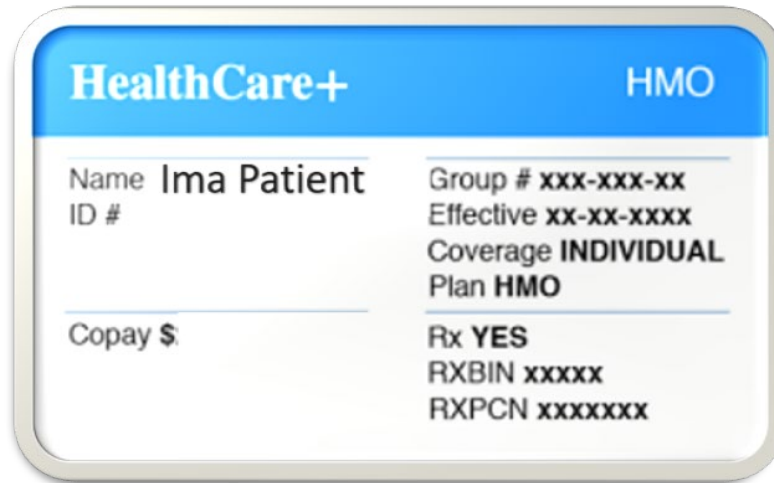 HealthCare+
HMO
Name Ima Patient
ID #
Copay $
Group # xxx-xxx-xx
Effective xx-xx-xxxx
Coverage INDIVIDUAL
Plan HMO
Rx YES
RXBIN xxxxx
RXPCN xxxxxxx